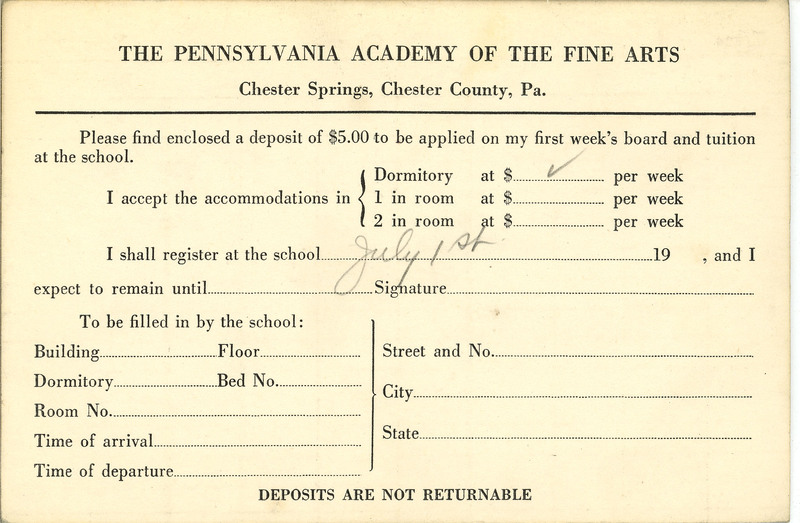 THE PENNSYLVANIA ACADEMY OF THE FINE ARTS
Chester Springs, Chester County, Pa.
Please find enclosed a deposit of $5.00 to be applied on my first week's board and tuition
at the school.
I accept the accommodations in
Dormitory at $ ✓ per week
1 in room at $ per week
2 in room at $ per week
I shall register at the school July 1st 19 , and I
expect to remain until Signature
To be filled in by the school:
Building Floor
Dormitory Bed No.
Room No.
Time of arrival
Time of departure
Street and No.
City
State
DEPOSITS ARE NOT RETURNABLE